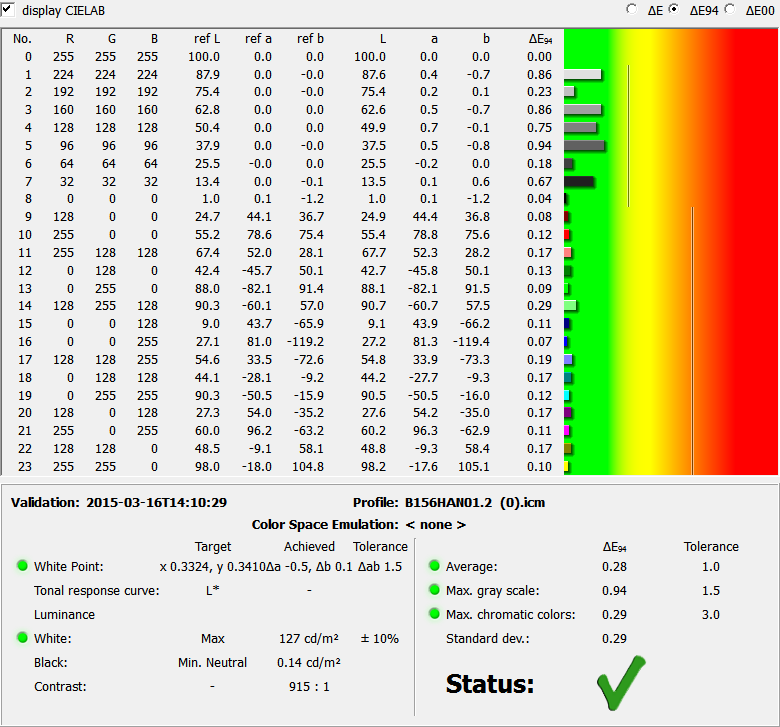 display CIELAB ΔE ΔE94 ΔE00
No. R G B ref L ref a ref b L a b ΔE94
0 255 255 255 100.0 0.0 0.0 100.0 0.0 0.0 0.00
1 224 224 224 87.9 0.0 -0.0 87.6 0.4 -0.7 0.86
2 192 192 192 75.4 0.0 -0.0 75.4 0.2 0.1 0.23
3 160 160 160 62.8 0.0 0.0 62.6 0.5 -0.7 0.86
4 128 128 128 50.4 0.0 0.0 49.9 0.7 -0.1 0.75
5 96 96 96 37.9 0.0 0.0 37.5 0.5 -0.8 0.94
6 64 64 64 25.5 -0.0 0.0 25.5 -0.2 0.0 0.18
7 32 32 32 13.4 0.0 -0.1 13.5 0.1 0.6 0.67
8 0 0 0 1.0 0.1 -1.2 1.0 0.1 -1.2 0.04
9 128 0 0 24.7 44.1 36.7 24.9 44.4 36.8 0.08
10 255 0 0 55.2 78.6 75.4 55.4 78.8 75.6 0.12
11 255 128 128 67.4 52.0 28.1 67.7 52.3 28.2 0.17
12 0 128 0 42.4 -45.7 50.1 42.7 -45.8 50.1 0.13
13 0 255 0 88.0 -82.1 91.4 88.1 -82.1 91.5 0.09
14 128 255 128 90.3 -60.1 57.0 90.7 -60.7 57.5 0.29
15 0 0 128 9.0 43.7 -65.9 9.1 43.9 -66.2 0.11
16 0 0 255 27.1 81.0 -119.2 27.2 81.3 -119.4 0.07
17 128 128 255 54.6 33.5 -72.6 54.8 33.9 -73.3 0.19
18 0 128 128 44.1 -28.1 -9.2 44.2 -27.7 -9.3 0.17
19 0 255 255 90.3 -50.5 -15.9 90.5 -50.5 -16.0 0.12
20 128 0 128 27.3 54.0 -35.2 27.6 54.2 -35.0 0.17
21 255 0 255 60.0 96.2 -63.2 60.2 96.3 -62.9 0.11
22 128 128 0 48.5 -9.1 58.1 48.8 -9.3 58.4 0.17
23 255 255 0 98.0 -18.0 104.8 98.2 -17.6 105.1 0.10
Validation: 2015-03-16T14:10:29 Profile: B156HAN01.2 (0).icm
Color Space Emulation: < none >
Target Achieved Tolerance
White Point: x 0.3324, y 0.3410Δa -0.5, Δb 0.1 Δab 1.5
Tonal response curve: L* -
Luminance
White: Max 127 cd/m² ± 10%
Black: Min. Neutral 0.14 cd/m²
Contrast: - 915 : 1
ΔE94 Tolerance
Average: 0.28 1.0
Max. gray scale: 0.94 1.5
Max. chromatic colors: 0.29 3.0
Standard dev.: 0.29
Status: